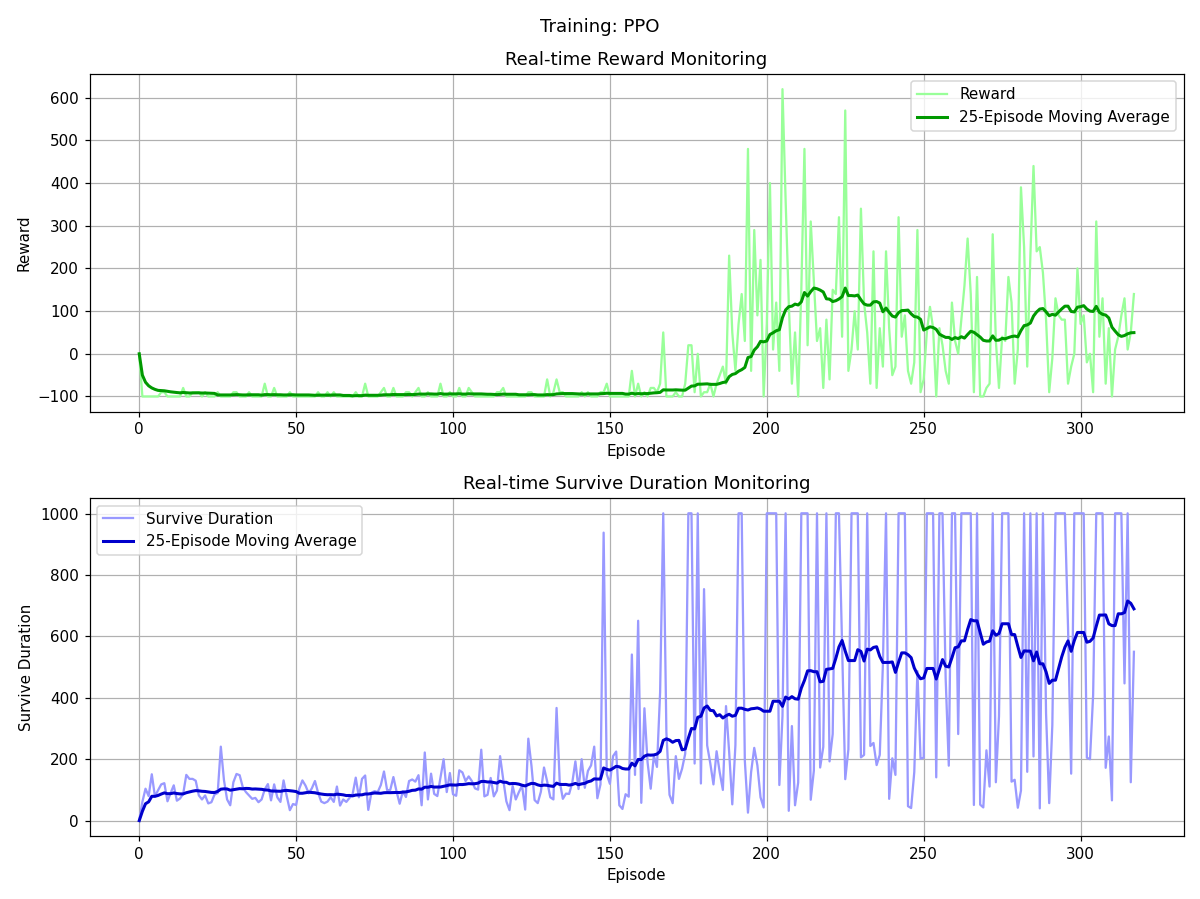 Training: PPO
Real-time Reward Monitoring
Reward
25-Episode Moving Average
600
500
400
300
200
100
0
−100
Reward
0 50 100 150 200 250 300
Episode
Real-time Survive Duration Monitoring
Survive Duration
25-Episode Moving Average
1000
800
600
400
200
0
Survive Duration
0 50 100 150 200 250 300
Episode